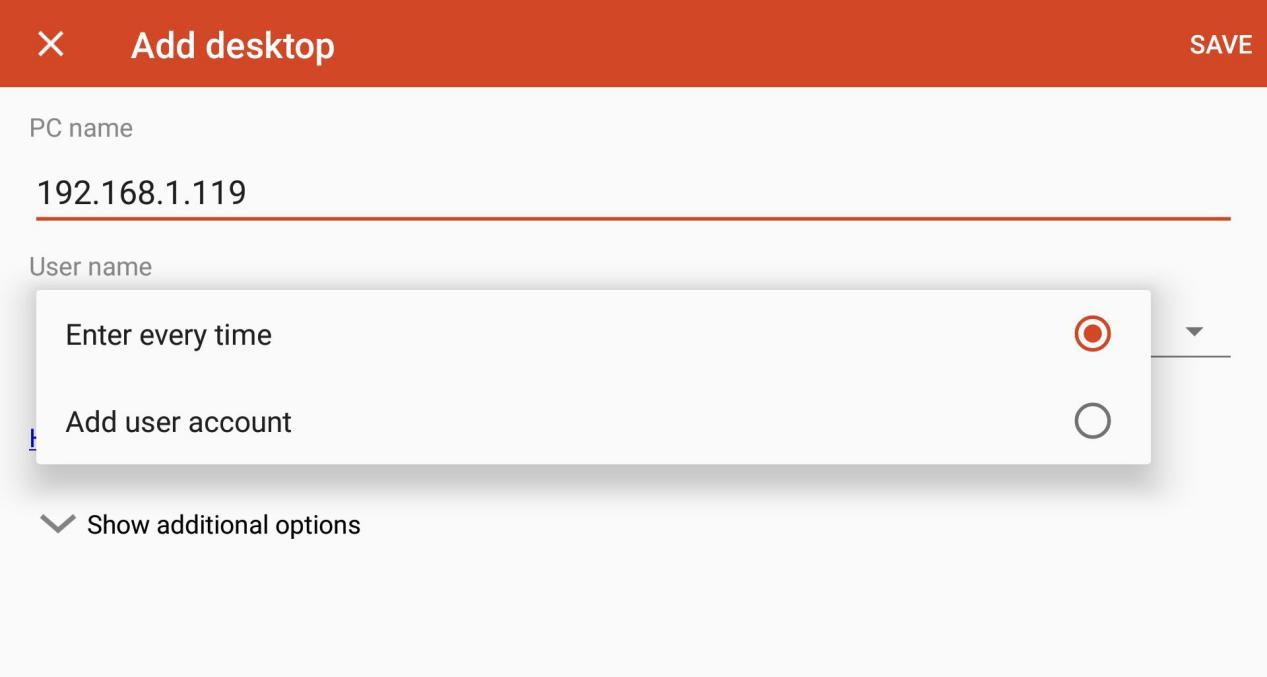 Add desktop
SAVE
PC name
192.168.1.119
User name
Enter every time
Add user account
Show additional options